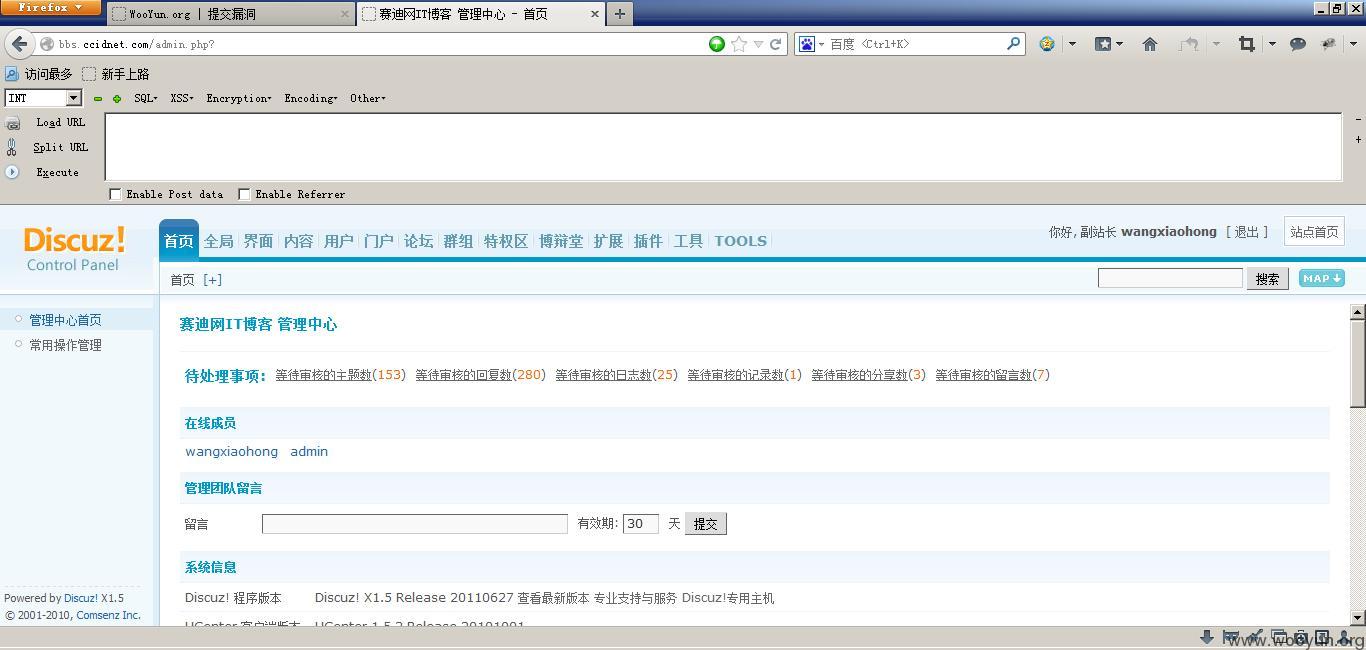 Firefox
WooYun.org | 提交漏洞
赛迪网IT博客 管理中心 - 首页
bbs.ccidnet.com/admin.php?
百度 <Ctrl+K>
访问最多 新手上路
INT SQL XSS Encryption Encoding Other
Load URL
Split URL
Execute
Enable Post data Enable Referrer
Discuz!
Control Panel
首页 全局 界面 内容 用户 门户 论坛 群组 特权区 博辩堂 扩展 插件 工具 TOOLS
你好, 副站长 wangxiaohong [ 退出 ] 站点首页
首页 [+]
搜索 MAP
管理中心首页
常用操作管理
赛迪网IT博客 管理中心
待处理事项: 等待审核的主题数(153) 等待审核的回复数(280) 等待审核的日志数(25) 等待审核的记录数(1) 等待审核的分享数(3) 等待审核的留言数(7)
在线成员
wangxiaohong admin
管理团队留言
留言 有效期: 30 天 提交
系统信息
Discuz! 程序版本 Discuz! X1.5 Release 20110627 查看最新版本 专业支持与服务 Discuz!专用主机
UCenter 客户端版本 UCenter 1.5.2 Release 20101001
Powered by Discuz! X1.5
© 2001-2010, Comsenz Inc.
www.wooyun.org